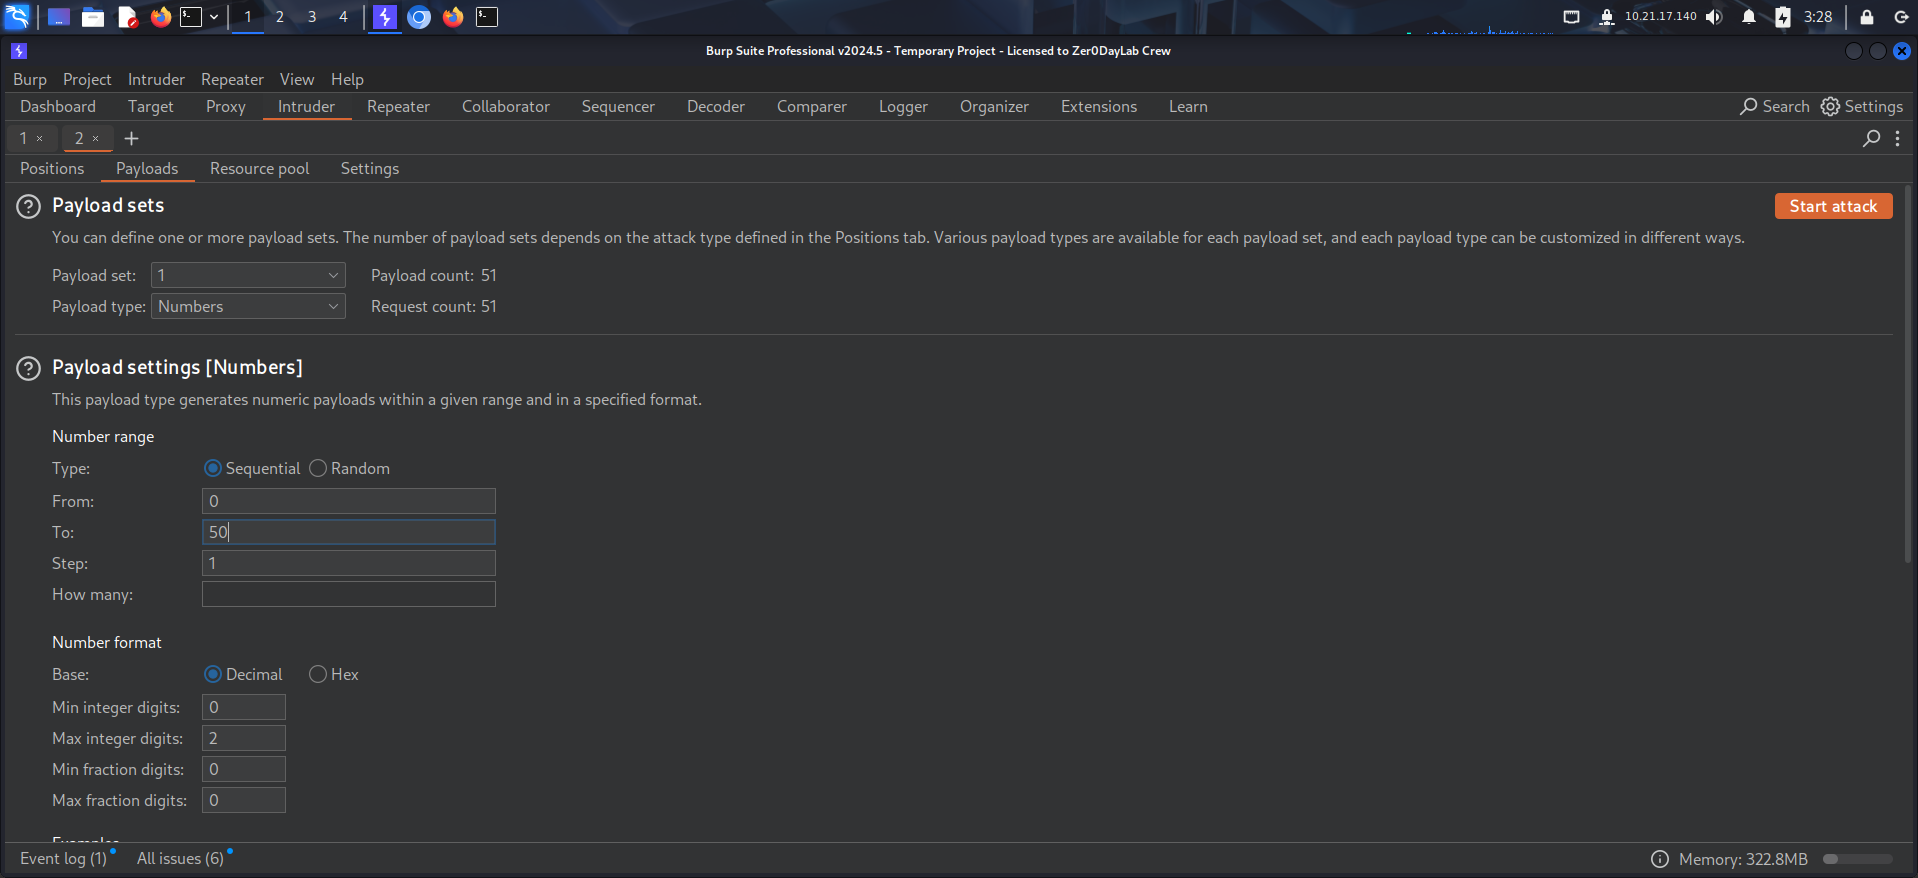 1 2 3 4 10.21.17.140 3:28
Burp Suite Professional v2024.5 - Temporary Project - Licensed to Zer0DayLab Crew
Burp Project Intruder Repeater View Help
Dashboard Target Proxy Intruder Repeater Collaborator Sequencer Decoder Comparer Logger Organizer Extensions Learn Search Settings
1 × 2 × +
Positions Payloads Resource pool Settings
? Payload sets Start attack
You can define one or more payload sets. The number of payload sets depends on the attack type defined in the Positions tab. Various payload types are available for each payload set, and each payload type can be customized in different ways.
Payload set: 1 Payload count: 51
Payload type: Numbers Request count: 51
? Payload settings [Numbers]
This payload type generates numeric payloads within a given range and in a specified format.
Number range
Type: Sequential Random
From: 0
To: 50
Step: 1
How many:
Number format
Base: Decimal Hex
Min integer digits: 0
Max integer digits: 2
Min fraction digits: 0
Max fraction digits: 0
Examples
Event log (1) All issues (6) Memory: 322.8MB